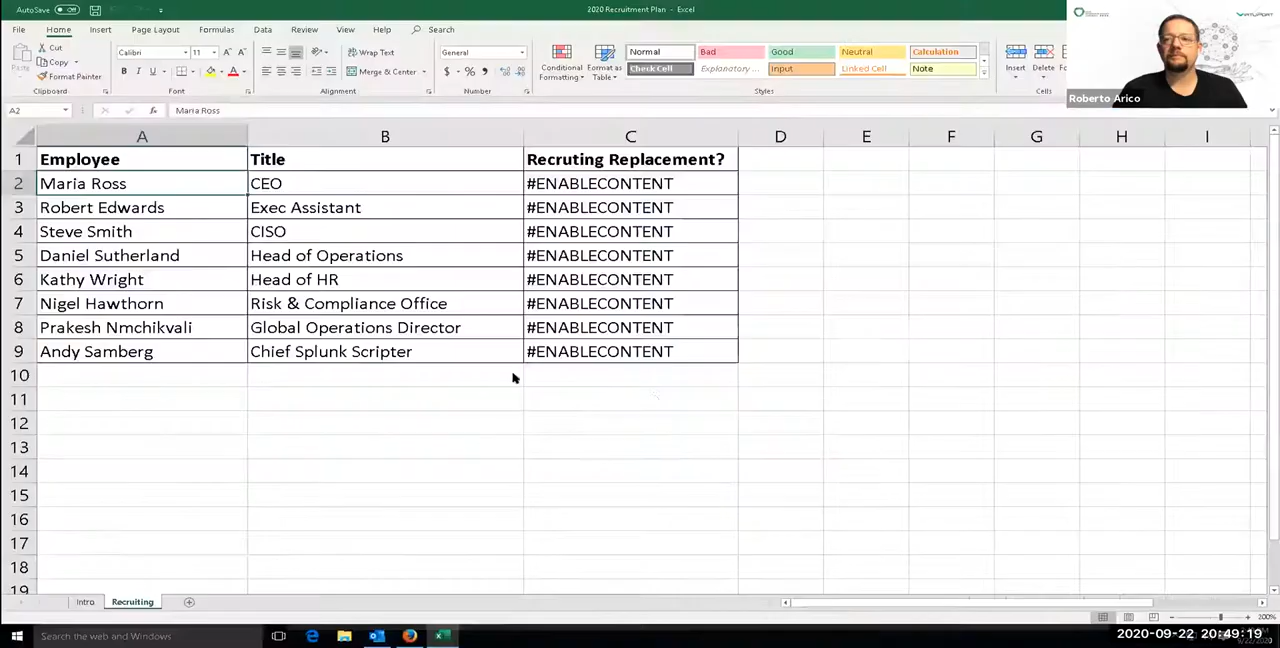 AutoSave Off
2020 Recruitment Plan - Excel
File Home Insert Page Layout Formulas Data Review View Help Search
Cut
Copy
Format Painter
Paste
Clipboard
Calibri 11
B I U
Font
Wrap Text
Merge & Center
Alignment
General
$ % ,
Number
Conditional Formatting
Format as Table
Normal Bad Good Neutral Calculation
Check Cell Explanatory ... Input Linked Cell Note
Styles
Insert Delete
Cells
Roberto Arico
A2 fx Maria Ross
A B C D E F G H I
1 Employee Title Recruting Replacement?
2 Maria Ross CEO #ENABLECONTENT
3 Robert Edwards Exec Assistant #ENABLECONTENT
4 Steve Smith CISO #ENABLECONTENT
5 Daniel Sutherland Head of Operations #ENABLECONTENT
6 Kathy Wright Head of HR #ENABLECONTENT
7 Nigel Hawthorn Risk & Compliance Office #ENABLECONTENT
8 Prakesh Nmchikvali Global Operations Director #ENABLECONTENT
9 Andy Samberg Chief Splunk Scripter #ENABLECONTENT
10
11
12
13
14
15
16
17
18
19
Intro Recruiting
200%
Search the web and Windows
2020-09-22 20:49:19